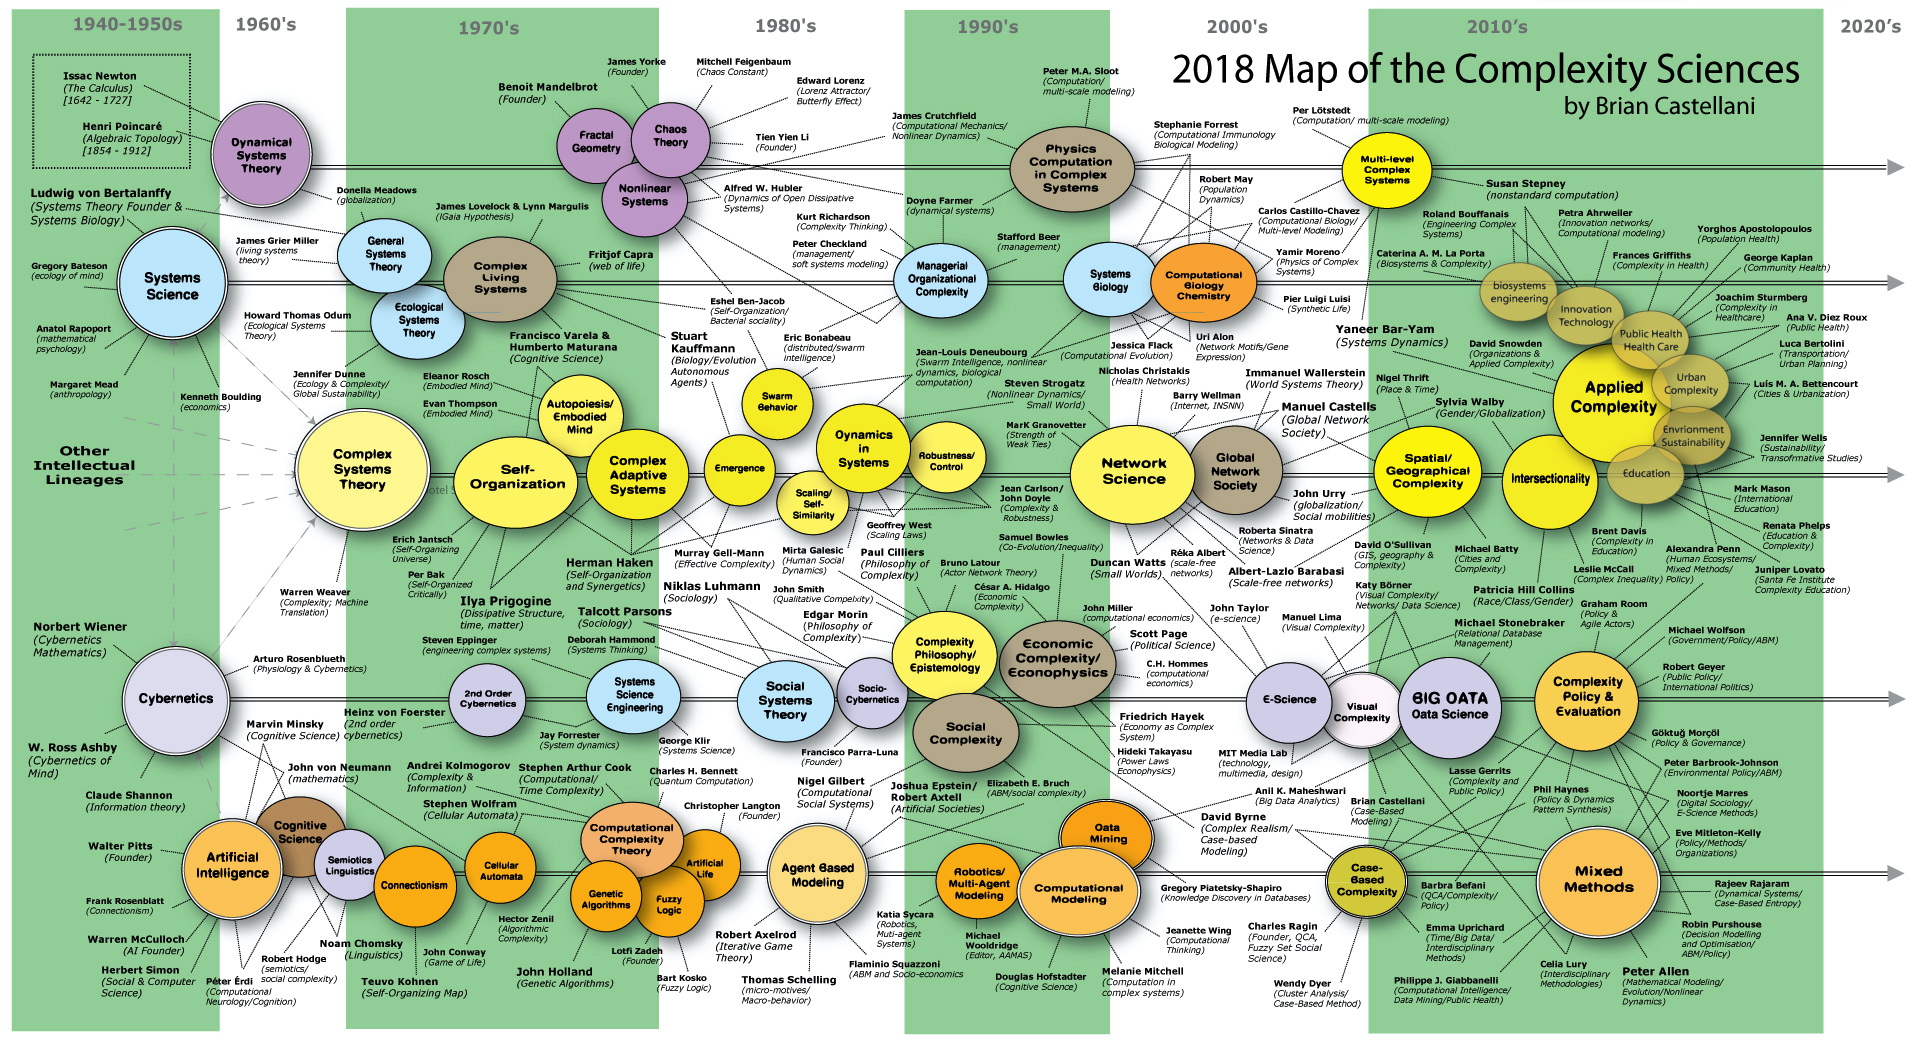 1940-1950s
1960's
1970's
1980's
1990's
2000's
2010's
2020's
2018 Map of the Complexity Sciences
by Brian Castellani
Issac Newton
(The Calculus)
[1642 - 1727]
Henri Poincaré
(Algebraic Topology)
[1854 - 1912]
Dynamical
Systems
Theory
Benoit Mandelbrot
(Founder)
James Yorke
(Founder)
Mitchell Feigenbaum
(Chaos Constant)
Edward Lorenz
(Lorenz Attractor/
Butterfly Effect)
Fractal
Geometry
Chaos
Theory
Nonlinear
Systems
Tien Yien Li
(Founder)
Alfred W. Hubler
(Dynamics of Open Dissipative
Systems)
James Crutchfield
(Computational Mechanics/
Nonlinear Dynamics)
Peter M.A. Sloot
(Computation/
multi-scale modeling)
Physics
Computation
in Complex
Systems
Stephanie Forrest
(Computational Immunology
Biological Modeling)
Per Lötstedt
(Computation/ multi-scale modeling)
Multi-level
Complex
Systems
Ludwig von Bertalanffy
(Systems Theory Founder &
Systems Biology)
Donella Meadows
(globalization)
James Lovelock & Lynn Margulis
(IGaia Hypothesis)
Doyne Farmer
(dynamical systems)
Robert May
(Population
Dynamics)
Carlos Castillo-Chavez
(Computational Biology/
Multi-level Modeling)
Susan Stepney
(nonstandard computation)
Roland Bouffanais
(Engineering Complex
Systems)
Petra Ahrweiler
(Innovation networks/
Computational modeling)
Yorghos Apostolopoulos
(Population Health)
Kurt Richardson
(Complexity Thinking)
Peter Checkland
(management/
soft systems modeling)
Stafford Beer
(management)
Yamir Moreno
(Physics of Complex
Systems)
Caterina A. M. La Porta
(Biosystems & Complexity)
Frances Griffiths
(Complexity in Health)
George Kaplan
(Community Health)
James Grier Miller
(living systems
theory)
General
Systems
Theory
Complex
Living
Systems
Fritjof Capra
(web of life)
Gregory Bateson
(ecology of mind)
Systems
Science
Managerial
Organizational
Complexity
Systems
Biology
Computational
Biology
Chemistry
biosystems
engineering
Innovation
Technology
Public Health
Health Care
Urban
Complexity
Envrionment
Sustainability
Education
Applied
Complexity
Joachim Sturmberg
(Complexity in
Healthcare)
Ana V. Diez Roux
(Public Health)
Luca Bertolini
(Transportation/
Urban Planning)
Luís M. A. Bettencourt
(Cities & Urbanization)
Howard Thomas Odum
(Ecological Systems
Theory)
Ecological
Systems
Theory
Anatol Rapoport
(mathematical
psychology)
Margaret Mead
(anthropology)
Kenneth Boulding
(economics)
Jennifer Dunne
(Ecology & Complexity/
Global Sustainability)
Francisco Varela &
Humberto Maturana
(Cognitive Science)
Stuart
Kauffmann
(Biology/Evolution
Autonomous
Agents)
Eshel Ben-Jacob
(Self-Organization/
Bacterial sociality)
Eric Bonabeau
(distributed/swarm
intelligence)
Jean-Louis Deneubourg
(Swarm Intelligence, nonlinear
dynamics, biological
computation)
Pier Luigi Luisi
(Synthetic Life)
Jessica Flack
(Computational Evolution)
Uri Alon
(Network Motifs/Gene
Expression)
Yaneer Bar-Yam
(Systems Dynamics)
David Snowden
(Organizations &
Applied Complexity)
Eleanor Rosch
(Embodied Mind)
Evan Thompson
(Embodied Mind)
Autopoiesis/
Embodied
Mind
Swarm
Behavior
Steven Strogatz
(Nonlinear Dynamics/
Small World)
Nicholas Christakis
(Health Networks)
Barry Wellman
(Internet, INSNN)
Immanuel Wallerstein
(World Systems Theory)
Manuel Castells
(Global Network
Society)
Nigel Thrift
(Place & Time)
Sylvia Walby
(Gender/Globalization)
MarK Granovetter
(Strength of
Weak Ties)
Other
Intellectual
Lineages
Complex
Systems
Theory
Self-
Organization
Complex
Adaptive
Systems
Emergence
Scaling/
Self-
Similarity
Dynamics
in
Systems
Robustness/
Control
Network
Science
Global
Network
Society
Spatial/
Geographical
Complexity
Intersectionality
Jennifer Wells
(Sustainability/
Transofrmative Studies)
Mark Mason
(International
Education)
Renata Phelps
(Education &
Complexity)
Juniper Lovato
(Santa Fe Institute
Complexity Education)
Jean Carlson/
John Doyle
(Complexity &
Robustness)
Geoffrey West
(Scaling Laws)
John Urry
(globalization/
Social mobilities)
Roberta Sinatra
(Networks & Data
Science)
Réka Albert
(scale-free
networks)
Albert-Lazlo Barabasi
(Scale-free networks)
Duncan Watts
(Small Worlds)
David O'Sullivan
(GIS, geography &
Complexity)
Michael Batty
(Cities and
Complexity)
Brent Davis
(Complexity in
Education)
Leslie McCall
(Complex Inequality)
Alexandra Penn
(Human Ecosystems/
Mixed Methods/
Policy)
Patricia Hill Collins
(Race/Class/Gender)
Erich Jantsch
(Self-Organizing
Universe)
Per Bak
(Self-Organized
Critically)
Herman Haken
(Self-Organization
and Synergetics)
Murray Gell-Mann
(Effective Complexity)
Mirta Galesic
(Human Social
Dynamics)
Paul Cilliers
(Philosophy of
Complexity)
Samuel Bowles
(Co-Evolution/Inequality)
Bruno Latour
(Actor Network Theory)
César A. Hidalgo
(Economic
Complexity)
Warren Weaver
(Complexity; Machine
Translation)
Ilya Prigogine
(Dissipative Structure,
time, matter)
Talcott Parsons
(Sociology)
Niklas Luhmann
(Sociology)
John Smith
(Qualitative Compelxity)
Edgar Morin
(Philosophy of
Complexity)
John Miller
(computational economics)
Scott Page
(Political Science)
C.H. Hommes
(computational
economics)
John Taylor
(e-science)
Katy Börner
(Visual Complexity/
Networks/ Data Science)
Manuel Lima
(Visual Complexity)
Michael Stonebraker
(Relational Database
Management)
Graham Room
(Policy &
Agile Actors)
Michael Wolfson
(Government/Policy/ABM)
Robert Geyer
(Public Policy/
International Politics)
Norbert Wiener
(Cybernetics
Mathematics)
Arturo Rosenblueth
(Physiology & Cybernetics)
Steven Eppinger
(engineering complex systems)
Deborah Hammond
(Systems Thinking)
Cybernetics
2nd Order
Cybernetics
Systems
Science
Engineering
Social
Systems
Theory
Socio-
Cybernetics
Complexity
Philosophy/
Epistemology
Economic
Complexity/
Econophysics
Social
Complexity
E-Science
Visual
Complexity
BIG DATA
Data Science
Complexity
Policy &
Evaluation
Heinz von Foerster
(2nd order
cybernetics)
Jay Forrester
(System dynamics)
George Klir
(Systems Science)
Francisco Parra-Luna
(Founder)
Friedrich Hayek
(Economy as Complex
System)
Hideki Takayasu
(Power Laws
Econophysics)
MIT Media Lab
(technology,
multimedia, design)
Göktuğ Morçöl
(Policy & Governance)
Peter Barbrook-Johnson
(Environmental Policy/ABM)
Lasse Gerrits
(Complexity and
Public Policy)
Phil Haynes
(Policy & Dynamics
Pattern Synthesis)
Noortje Marres
(Digital Sociology/
E-Science Methods)
Eve Mitleton-Kelly
(Policy/Methods/
Organizations)
W. Ross Ashby
(Cybernetics of
Mind)
Marvin Minsky
(Cognitive Science)
John von Neumann
(mathematics)
Claude Shannon
(Information theory)
Andrei Kolmogorov
(Complexity &
Information)
Stephen Arthur Cook
(Computational/
Time Complexity)
Charles H. Bennett
(Quantum Computation)
Stephen Wolfram
(Cellular Automata)
Christopher Langton
(Founder)
Nigel Gilbert
(Computational
Social Systems)
Joshua Epstein/
Robert Axtell
(Artificial Societies)
Elizabeth E. Bruch
(ABM/social complexity)
Anil K. Maheshwari
(Big Data Analytics)
David Byrne
(Complex Realism/
Case-based
Modeling)
Brian Castellani
(Case-Based
Modeling)
Walter Pitts
(Founder)
Artificial
Intelligence
Cognitive
Science
Semiotics
Linguistics
Connectionism
Cellular
Automata
Computational
Complexity
Theory
Genetic
Algorithms
Fuzzy
Logic
Artificial
Life
Agent Based
Modeling
Robotics/
Multi-Agent
Modeling
Data
Mining
Computational
Modeling
Case-
Based
Complexity
Mixed
Methods
Frank Rosenblatt
(Connectionism)
Warren McCulloch
(AI Founder)
Herbert Simon
(Social & Computer
Science)
Péter Érdi
(Computational
Neurology/Cognition)
Robert Hodge
(semiotics/
social complexity)
Noam Chomsky
(Linguistics)
Teuvo Kohnen
(Self-Organizing Map)
John Conway
(Game of Life)
Hector Zenil
(Algorithmic
Complexity)
John Holland
(Genetic Algorithms)
Lotfi Zadeh
(Founder)
Bart Kosko
(Fuzzy Logic)
Robert Axelrod
(Iterative Game
Theory)
Thomas Schelling
(micro-motives/
Macro-behavior)
Flaminio Squazzoni
(ABM and Socio-economics
Katia Sycara
(Robotics,
Muti-agent
Systems)
Michael
Wooldridge
(Editor, AAMAS)
Douglas Hofstadter
(Cognitive Science)
Melanie Mitchell
(Computation in
complex systems)
Jeanette Wing
(Computational
Thinking)
Gregory Piatetsky-Shapiro
(Knowledge Discovery in Databases)
Charles Ragin
(Founder, QCA,
Fuzzy Set Social
Science)
Wendy Dyer
(Cluster Analysis/
Case-Based Method)
Barbra Befani
(QCA/Complexity/
Policy)
Emma Uprichard
(Time/Big Data/
Interdisciplinary
Methods)
Philippe J. Giabbanelli
(Computational Intelligence/
Data Mining/Public Health)
Celia Lury
(Interdisciplinary
Methodologies)
Rajeev Rajaram
(Dynamical Systems/
Case-Based Entropy)
Robin Purshouse
(Decision Modelling
and Optimisation/
ABM/Policy)
Peter Allen
(Mathematical Modeling/
Evolution/Nonlinear
Dynamics)